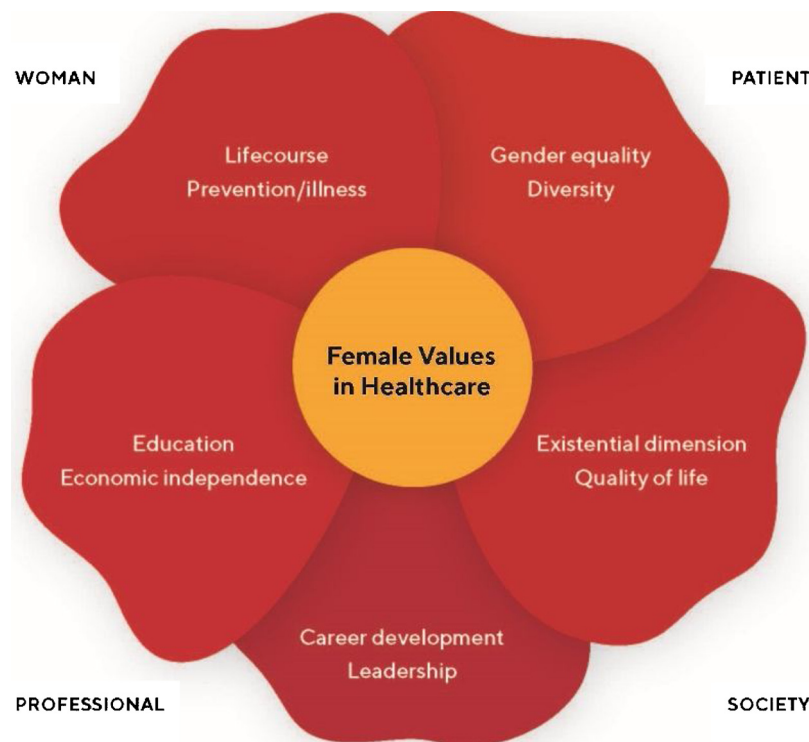 WOMAN
PATIENT
Lifecourse
Prevention/illness
Gender equality
Diversity
Female Values
in Healthcare
Education
Economic independence
Existential dimension
Quality of life
Career development
Leadership
PROFESSIONAL
SOCIETY